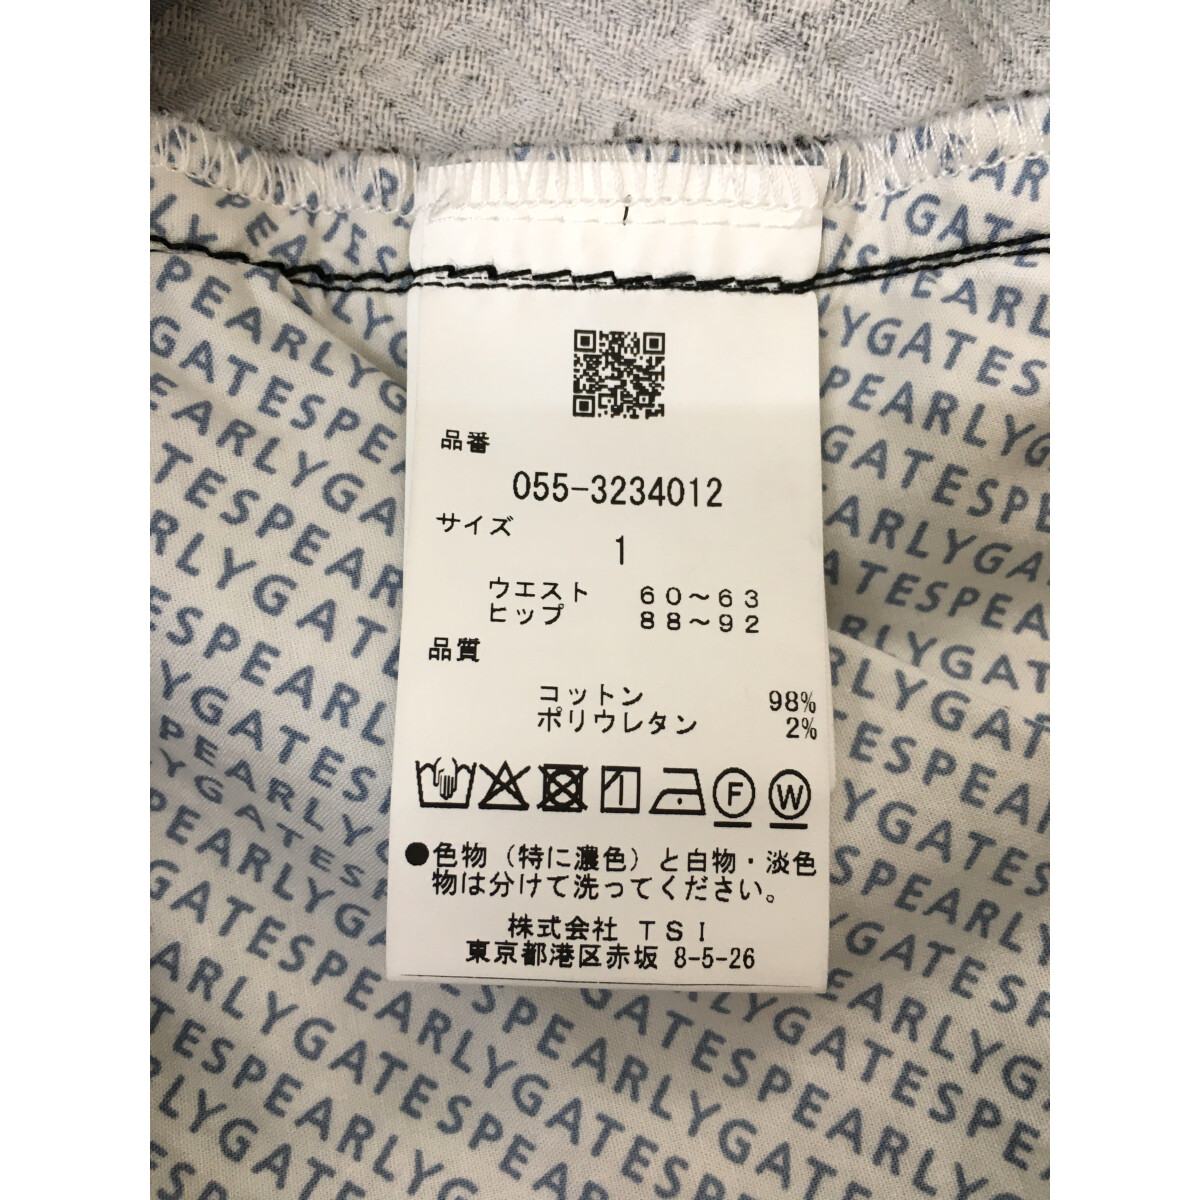 品番
055-3234012
サイズ
1
ウエスト 60～63
ヒップ 88～92
品質
コットン 98%
ポリウレタン 2%
F W
●色物（特に濃色）と白物・淡色
物は分けて洗ってください。
株式会社 TSI
東京都港区赤坂 8-5-26
PEARLYGATES